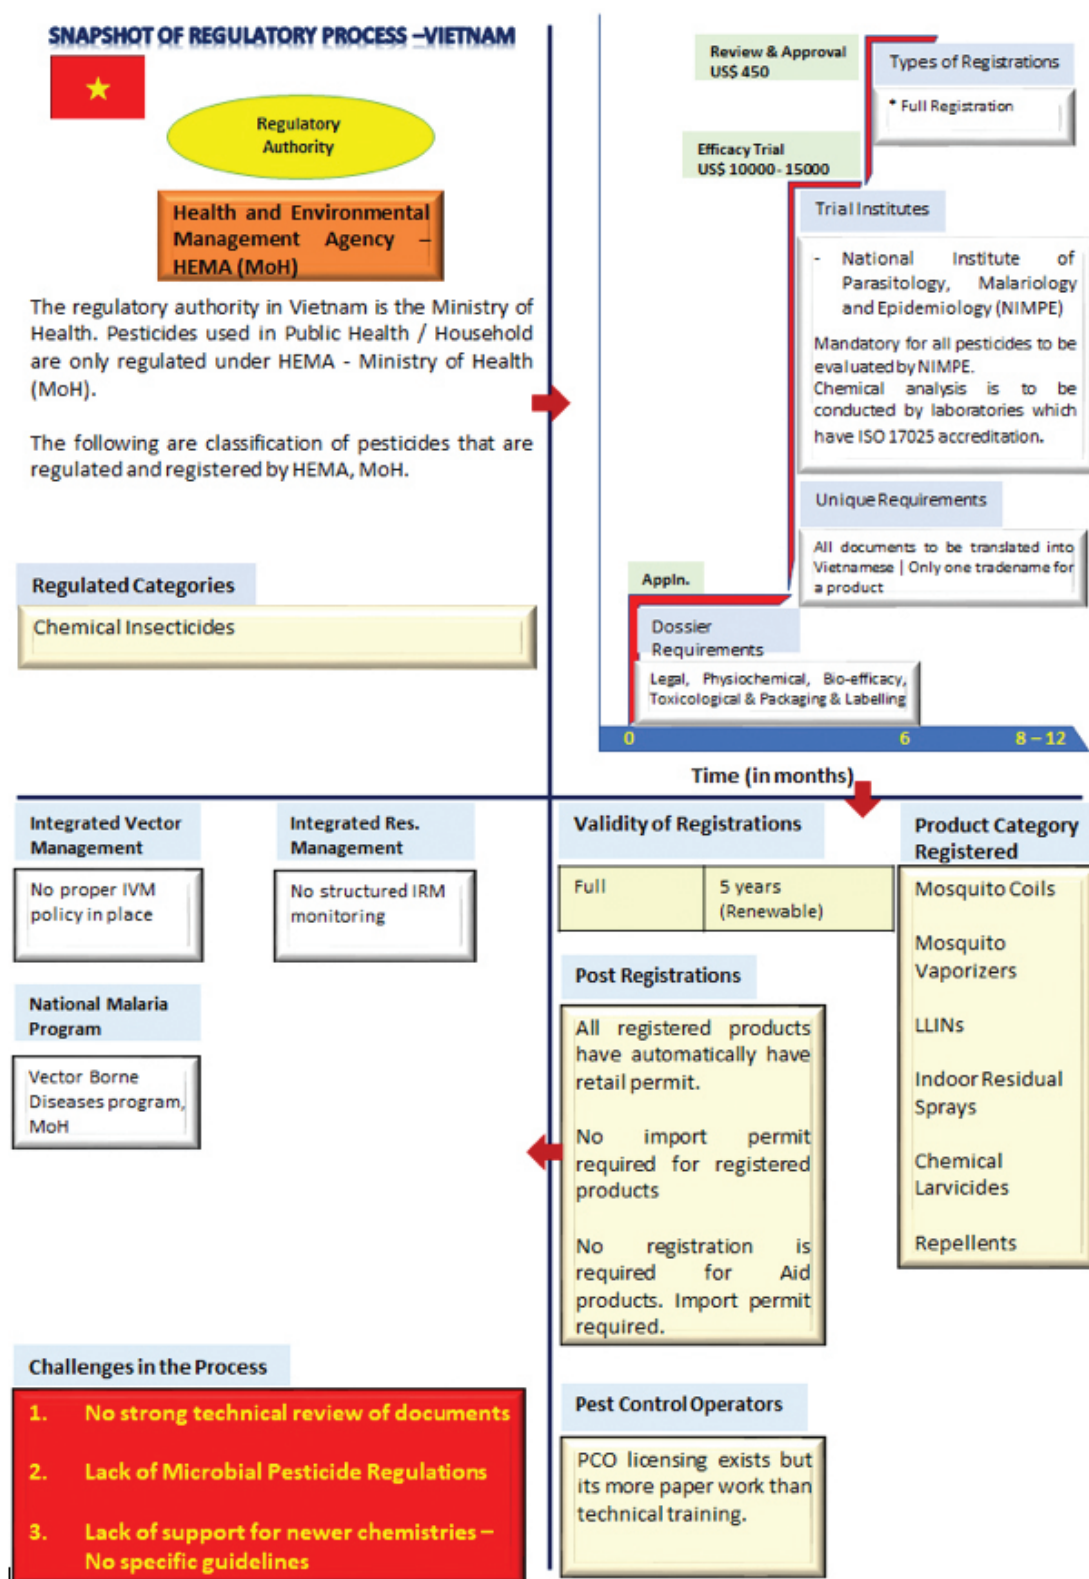 SNAPSHOT OF REGULATORY PROCESS –VIETNAM
Regulatory
Authority
Health and Environmental
Management Agency –
HEMA (MoH)
The regulatory authority in Vietnam is the Ministry of
Health. Pesticides used in Public Health / Household
are only regulated under HEMA - Ministry of Health
(MoH).
The following are classification of pesticides that are
regulated and registered by HEMA, MoH.
Regulated Categories
Chemical Insecticides
Review & Approval
US$ 450
Types of Registrations
* Full Registration
Efficacy Trial
US$ 10000 - 15000
Trial Institutes
- National Institute of
Parasitology, Malariology
and Epidemiology (NIMPE)
Mandatory for all pesticides to be
evaluated by NIMPE.
Chemical analysis is to be
conducted by laboratories which
have ISO 17025 accreditation.
Unique Requirements
All documents to be translated into
Vietnamese | Only one tradename for
a product
Appln.
Dossier
Requirements
Legal, Physiochemical, Bio-efficacy,
Toxicological & Packaging & Labelling
0 6 8 – 12
Time (in months)
Integrated Vector
Management
No proper IVM
policy in place
Integrated Res.
Management
No structured IRM
monitoring
National Malaria
Program
Vector Borne
Diseases program,
MoH
Validity of Registrations
Full 5 years
(Renewable)
Post Registrations
All registered products
have automatically have
retail permit.
No import permit
required for registered
products
No registration is
required for Aid
products. Import permit
required.
Product Category
Registered
Mosquito Coils
Mosquito
Vaporizers
LLINs
Indoor Residual
Sprays
Chemical
Larvicides
Repellents
Challenges in the Process
1. No strong technical review of documents
2. Lack of Microbial Pesticide Regulations
3. Lack of support for newer chemistries –
No specific guidelines
Pest Control Operators
PCO licensing exists but
its more paper work than
technical training.